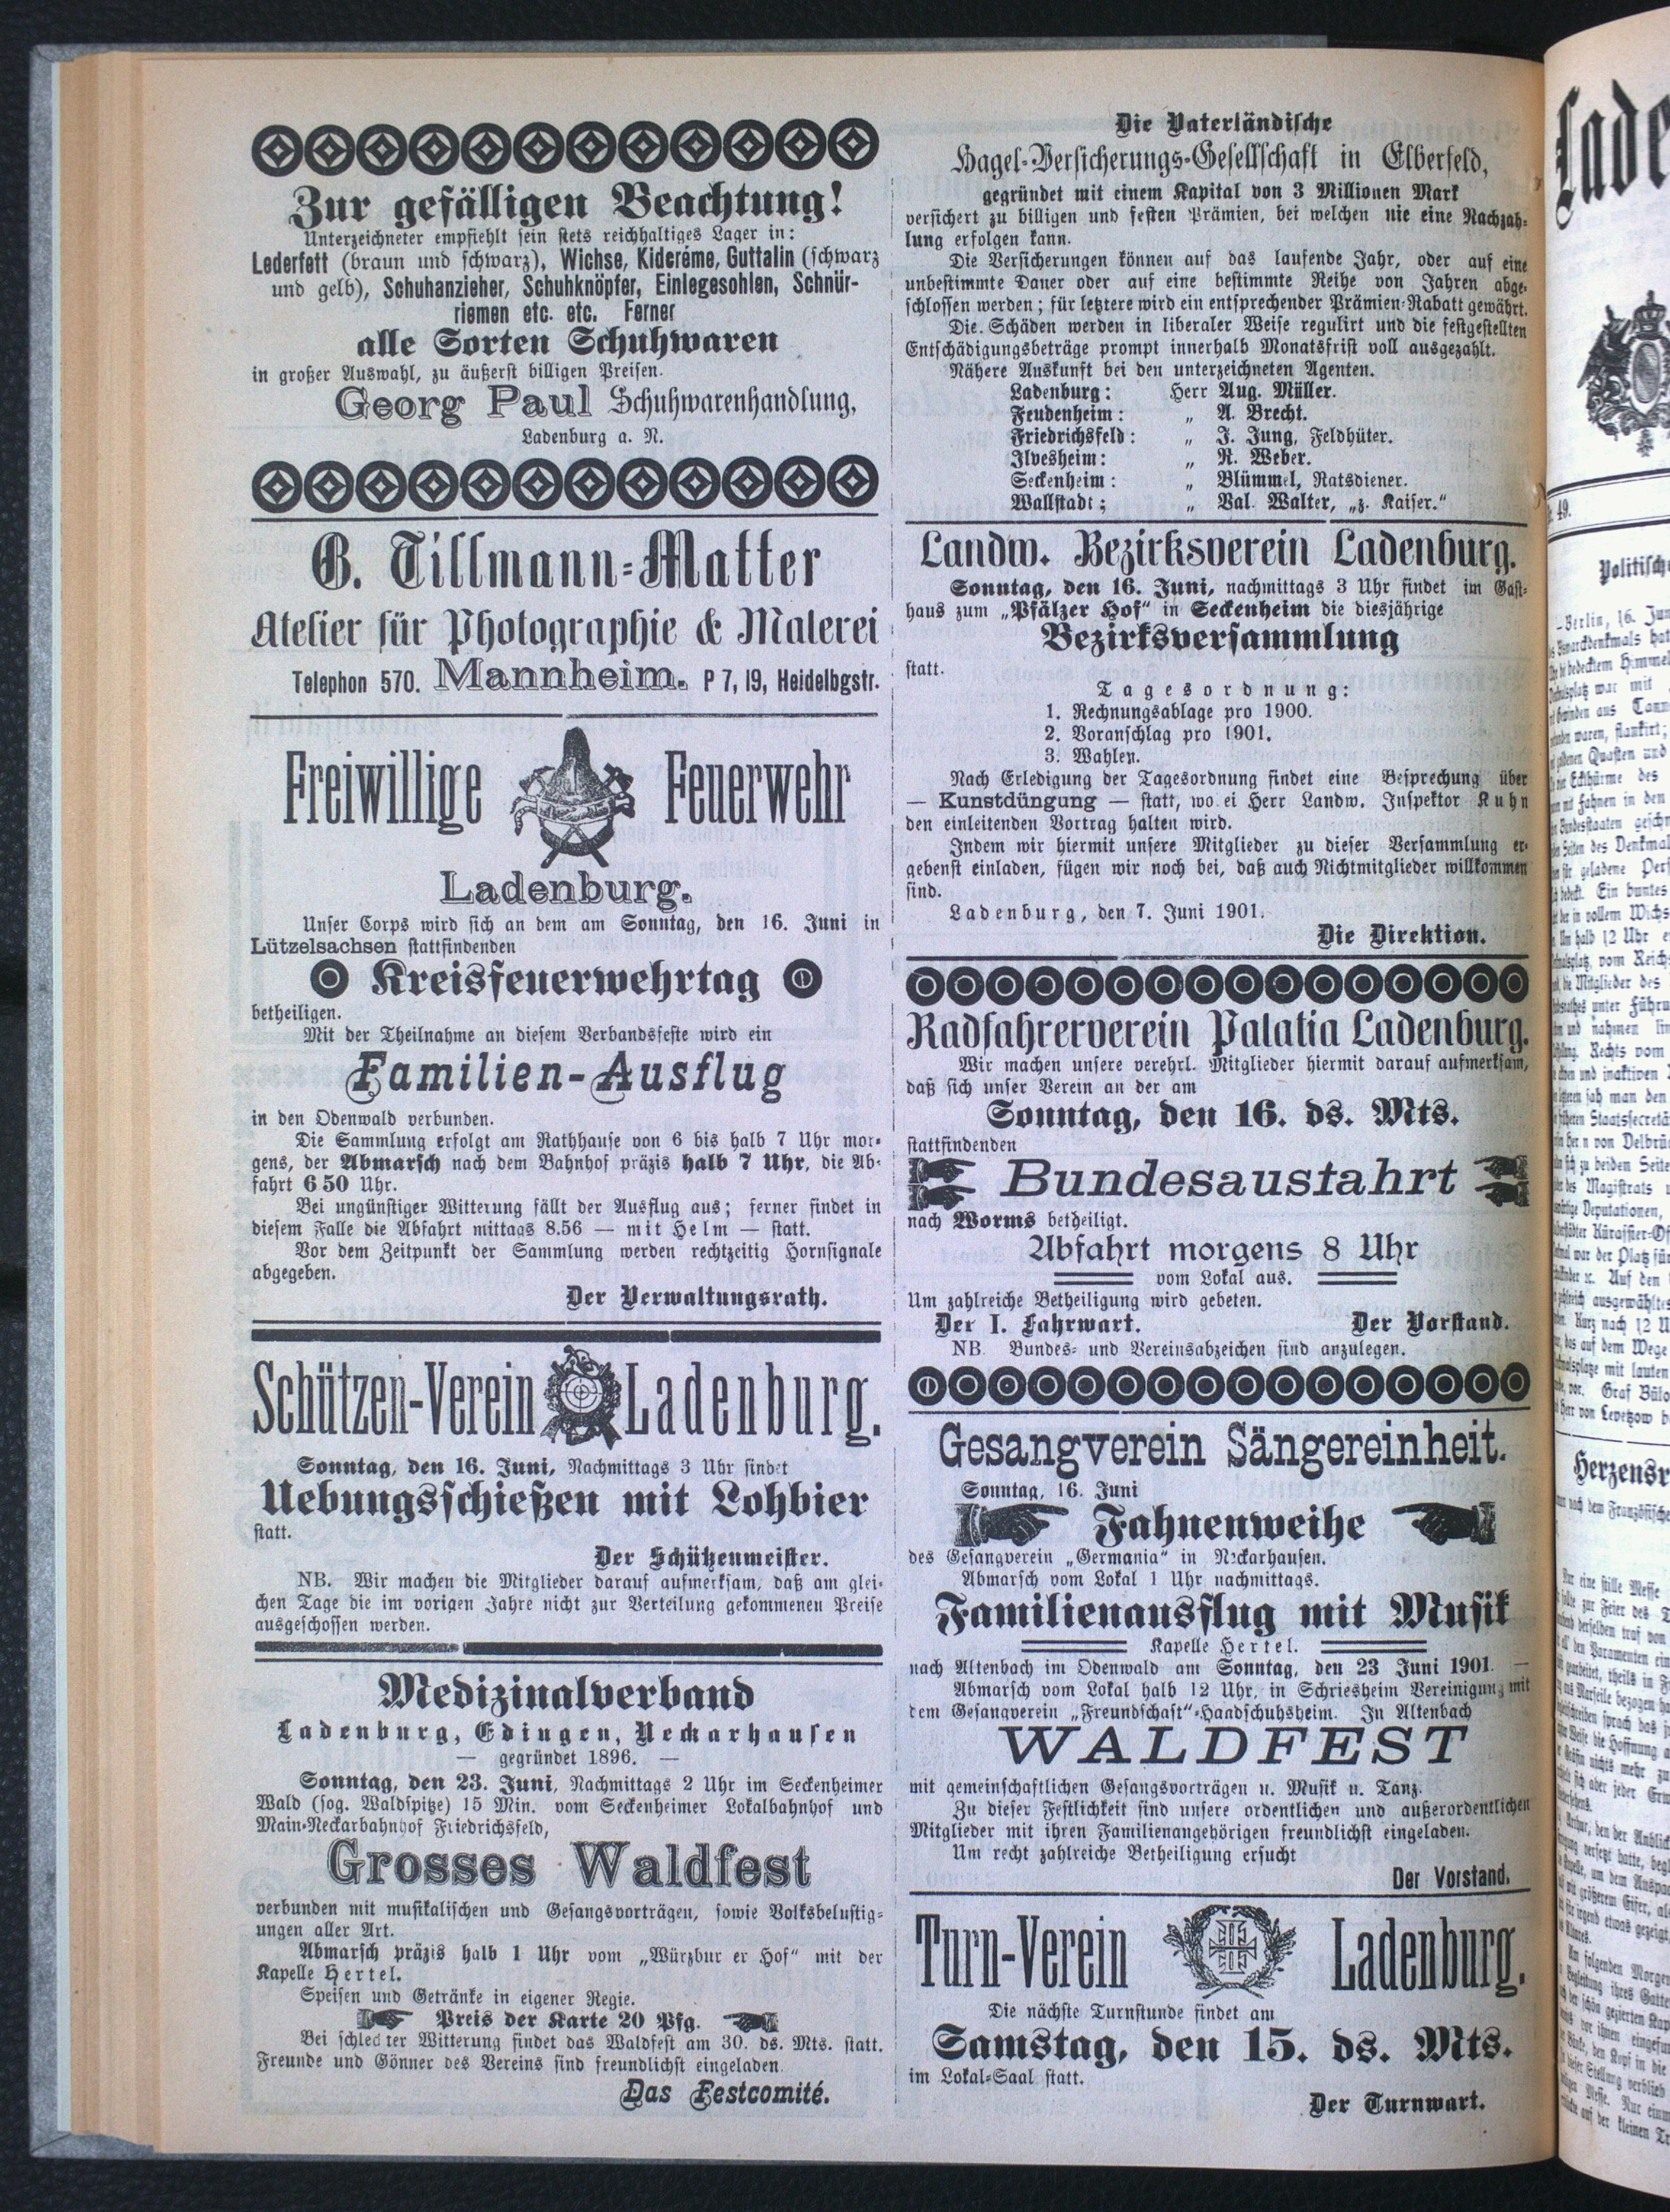 Zur gefälligen Beachtung!
Unterzeichneter empfiehlt sein stets reichhaltiges Lager in:
Lederfett (braun und schwarz), Wichse, Kidcréme, Guttalin (schwarz
und gelb), Schuhanzieher, Schuhknöpfer, Einlegesohlen, Schnür-
riemen etc. etc. Ferner
alle Sorten Schuhwaren
in großer Auswahl, zu äußerst billigen Preisen.
Georg Paul Schuhwarenhandlung,
Ladenburg a. N.
G. Tillmann-Matter
Atelier für Photographie & Malerei
Telephon 570. Mannheim. P 7, 19, Heidelbgstr.
Freiwillige Feuerwehr
Ladenburg.
Unser Corps wird sich an dem am Sonntag, den 16. Juni in
Lützelsachsen stattfindenden
Kreisfeuerwehrtag
betheiligen.
Mit der Theilnahme an diesem Verbandsfeste wird ein
Familien-Ausflug
in den Odenwald verbunden.
Die Sammlung erfolgt am Rathhause von 6 bis halb 7 Uhr mor-
gens, der Abmarsch nach dem Bahnhof präzis halb 7 Uhr, die Ab-
fahrt 6 50 Uhr.
Bei ungünstiger Witterung fällt der Ausflug aus; ferner findet in
diesem Falle die Abfahrt mittags 8.56 — mit Helm — statt.
Vor dem Zeitpunkt der Sammlung werden rechtzeitig Hornsignale
abgegeben.
Der Verwaltungsrath.
Schützen-Verein Ladenburg.
Sonntag, den 16. Juni, Nachmittags 3 Uhr findet
Uebungsschießen mit Lohbier
statt.
Der Schützenmeister.
NB. Wir machen die Mitglieder darauf aufmerksam, daß am glei-
chen Tage die im vorigen Jahre nicht zur Verteilung gekommenen Preise
ausgeschossen werden.
Medizinalverband
Ladenburg, Edingen, Neckarhausen
— gegründet 1896. —
Sonntag, den 23. Juni, Nachmittags 2 Uhr im Seckenheimer
Wald (sog. Waldspitze) 15 Min. vom Seckenheimer Lokalbahnhof und
Main-Neckarbahnhof Friedrichsfeld,
Grosses Waldfest
verbunden mit musikalischen und Gesangsvorträgen, sowie Volksbelustig-
ungen aller Art.
Abmarsch präzis halb 1 Uhr vom „Würzbur er Hof“ mit der
Kapelle Hertel.
Speisen und Getränke in eigener Regie.
Preis der Karte 20 Pfg.
Bei schlechter Witterung findet das Waldfest am 30. ds. Mts. statt.
Freunde und Gönner des Vereins sind freundlichst eingeladen.
Das Festcomité.
Die Vaterländische
Hagel-Versicherungs-Gesellschaft in Elberfeld,
gegründet mit einem Kapital von 3 Millionen Mark
versichert zu billigen und festen Prämien, bei welchen nie eine Nachzah-
lung erfolgen kann.
Die Versicherungen können auf das laufende Jahr, oder auf eine
unbestimmte Dauer oder auf eine bestimmte Reihe von Jahren abge-
schlossen werden; für letztere wird ein entsprechender Prämien-Rabatt gewährt.
Die Schäden werden in liberaler Weise regulirt und die festgestellten
Entschädigungsbeträge prompt innerhalb Monatsfrist voll ausgezahlt.
Nähere Auskunft bei den unterzeichneten Agenten.
Ladenburg: Herr Aug. Müller.
Feudenheim: „ A. Brecht.
Friedrichsfeld: „ J. Jung, Feldhüter.
Ilvesheim: „ R. Weber.
Seckenheim: „ Blümmel, Ratsdiener.
Wallstadt; „ Val. Walter, „z. Kaiser.“
Landw. Bezirksverein Ladenburg.
Sonntag, den 16. Juni, nachmittags 3 Uhr findet im Gast-
haus zum „Pfälzer Hof“ in Seckenheim die diesjährige
Bezirksversammlung
statt.
Tagesordnung:
1. Rechnungsablage pro 1900.
2. Voranschlag pro 1901.
3. Wahlen.
Nach Erledigung der Tagesordnung findet eine Besprechung über
— Kunstdüngung — statt, wo ei Herr Landw. Inspektor Kuhn
den einleitenden Vortrag halten wird.
Indem wir hiermit unsere Mitglieder zu dieser Versammlung er-
gebenst einladen, fügen wir noch bei, daß auch Nichtmitglieder willkommen
sind.
Ladenburg, den 7. Juni 1901.
Die Direktion.
Radfahrerverein Palatia Ladenburg.
Wir machen unsere verehrl. Mitglieder hiermit darauf aufmerksam,
daß sich unser Verein an der am
Sonntag, den 16. ds. Mts.
stattfindenden
Bundesausfahrt
nach Worms betheiligt.
Abfahrt morgens 8 Uhr
vom Lokal aus.
Um zahlreiche Betheiligung wird gebeten.
Der I. Fahrwart. Der Vorstand.
NB. Bundes- und Vereinsabzeichen sind anzulegen.
Gesangverein Sängereinheit.
Sonntag, 16. Juni
Fahnenweihe
des Gesangverein „Germania“ in Neckarhausen.
Abmarsch vom Lokal 1 Uhr nachmittags.
Familienausflug mit Musik
Kapelle Hertel.
nach Altenbach im Odenwald am Sonntag, den 23 Juni 1901. —
Abmarsch vom Lokal halb 12 Uhr, in Schriesheim Vereinigung mit
dem Gesangverein „Freundschaft“-Handschuhsheim. In Altenbach
WALDFEST
mit gemeinschaftlichen Gesangsvorträgen u. Musik u. Tanz.
Zu dieser Festlichkeit sind unsere ordentlichen und außerordentlichen
Mitglieder mit ihren Familienangehörigen freundlichst eingeladen.
Um recht zahlreiche Betheiligung ersucht
Der Vorstand.
Turn-Verein Ladenburg.
Die nächste Turnstunde findet am
Samstag, den 15. ds. Mts.
im Lokal-Saal statt.
Der Turnwart.